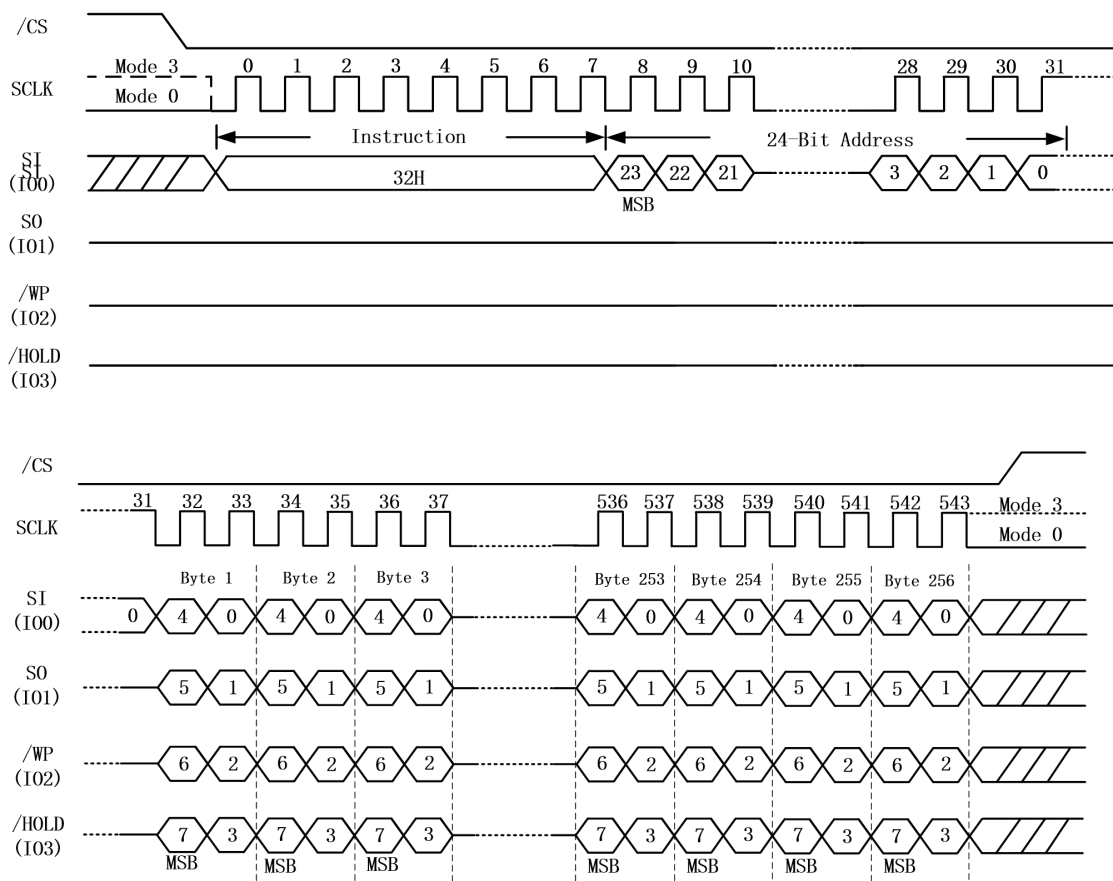 /CS
Mode 3
0 1 2 3 4 5 6 7 8 9 10 28 29 30 31
SCLK
Mode 0
Instruction 24-Bit Address
SI
SI
(IO0)
32H 23 22 21 3 2 1 0
MSB
SO
(IO1)
/WP
(IO2)
/HOLD
(IO3)
/CS
31 32 33 34 35 36 37 536 537 538 539 540 541 542 543 Mode 3
SCLK
Mode 0
Byte 1 Byte 2 Byte 3 Byte 253 Byte 254 Byte 255 Byte 256
SI
(IO0)
0 4 0 4 0 4 0 4 0 4 0 4 0 4 0
SO
(IO1)
5 1 5 1 5 1 5 1 5 1 5 1 5 1
/WP
(IO2)
6 2 6 2 6 2 6 2 6 2 6 2 6 2
/HOLD
(IO3)
7 3 7 3 7 3 7 3 7 3 7 3 7 3
MSB MSB MSB MSB MSB MSB MSB